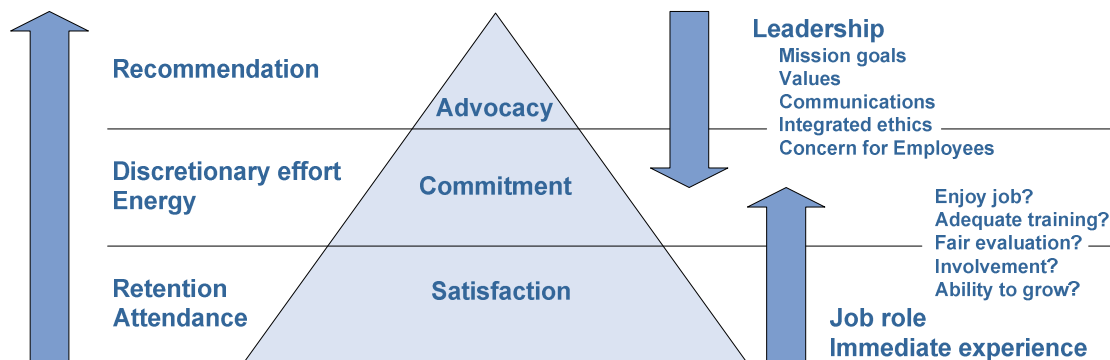 Recommendation
Advocacy
Discretionary effort
Energy
Commitment
Retention
Attendance
Satisfaction
Leadership
Mission goals
Values
Communications
Integrated ethics
Concern for Employees
Enjoy job?
Adequate training?
Fair evaluation?
Involvement?
Ability to grow?
Job role
Immediate experience